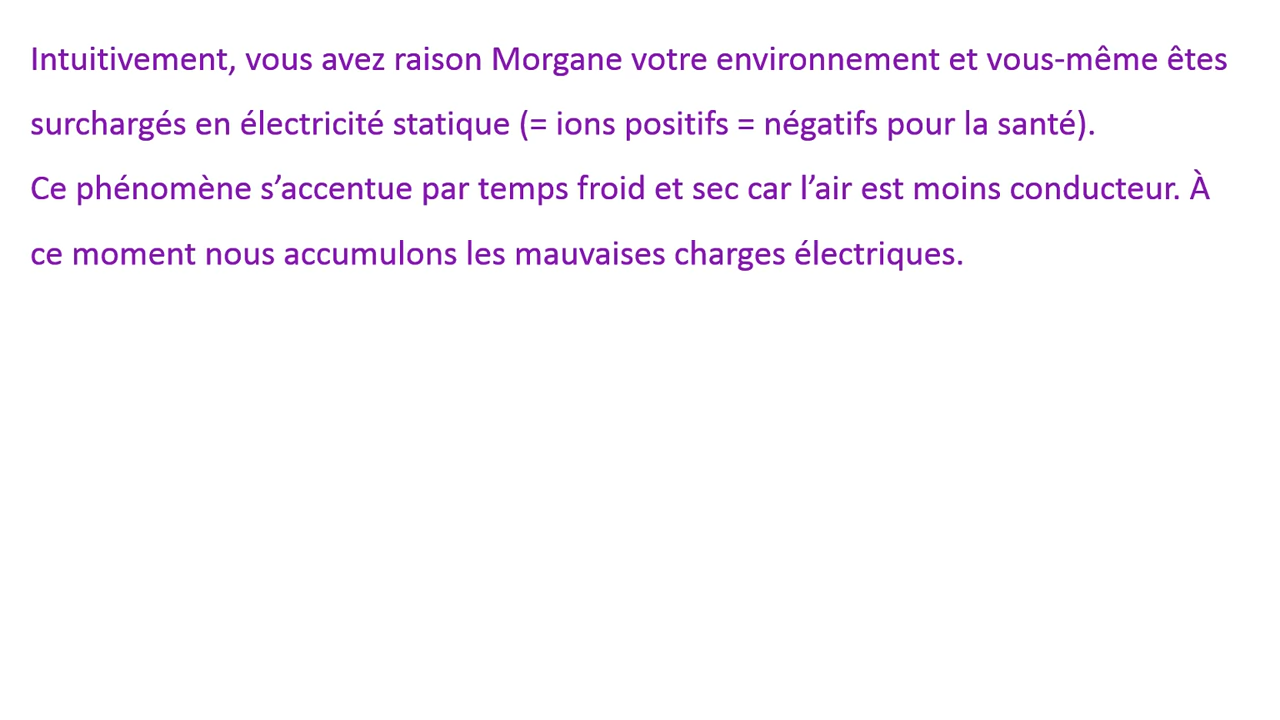 Intuitivement, vous avez raison Morgane votre environnement et vous-même êtes
surchargés en électricité statique (= ions positifs = négatifs pour la santé).
Ce phénomène s’accentue par temps froid et sec car l’air est moins conducteur. À
ce moment nous accumulons les mauvaises charges électriques.